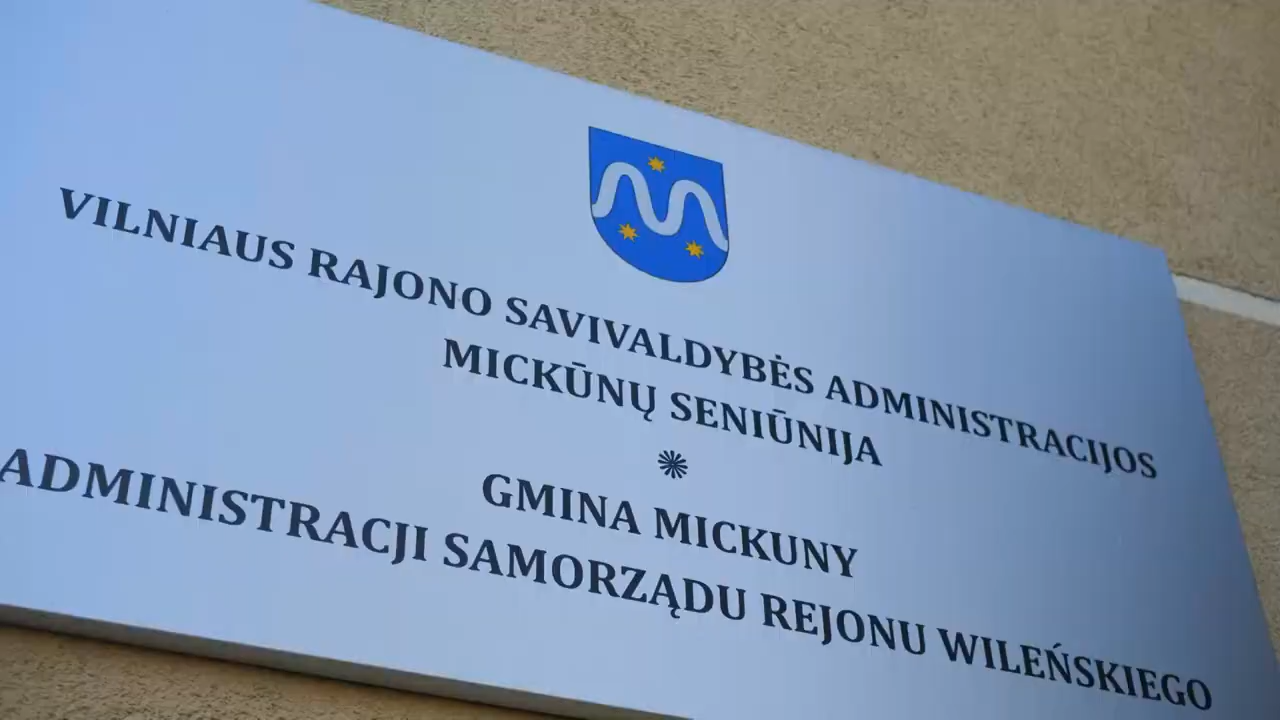 VILNIAUS RAJONO SAVIVALDYBĖS ADMINISTRACIJOS
MICKŪNŲ SENIŪNIJA
GMINA MICKUNY
ADMINISTRACJI SAMORZĄDU REJONU WILEŃSKIEGO